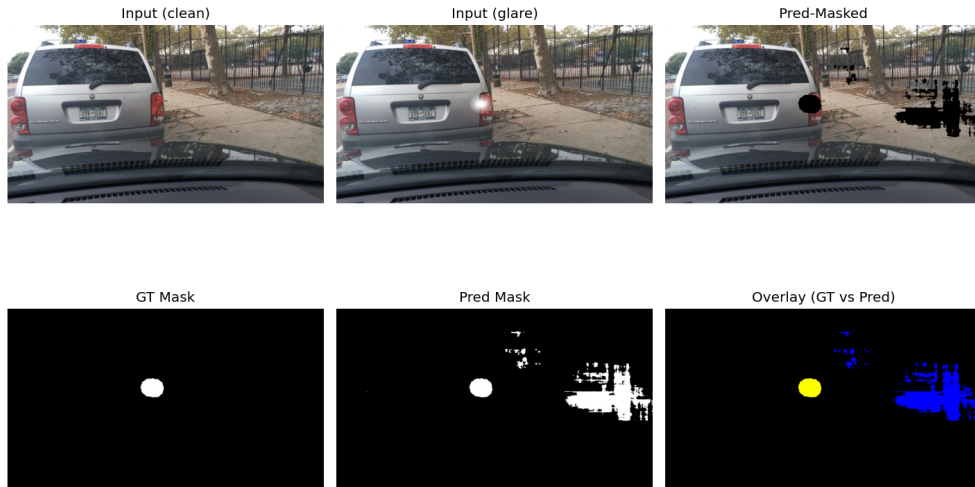 Input (clean)
Input (glare)
Pred-Masked
GT Mask
Pred Mask
Overlay (GT vs Pred)